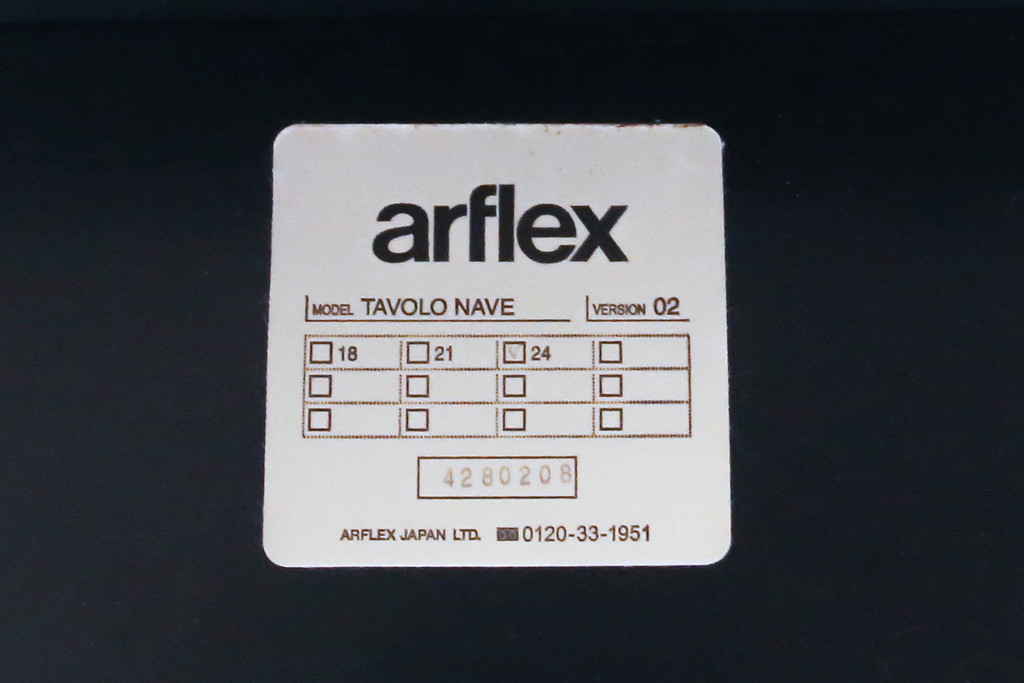 arflex
MODEL TAVOLO NAVE VERSION 02
18 21 24
4280208
ARFLEX JAPAN LTD. 0120-33-1951